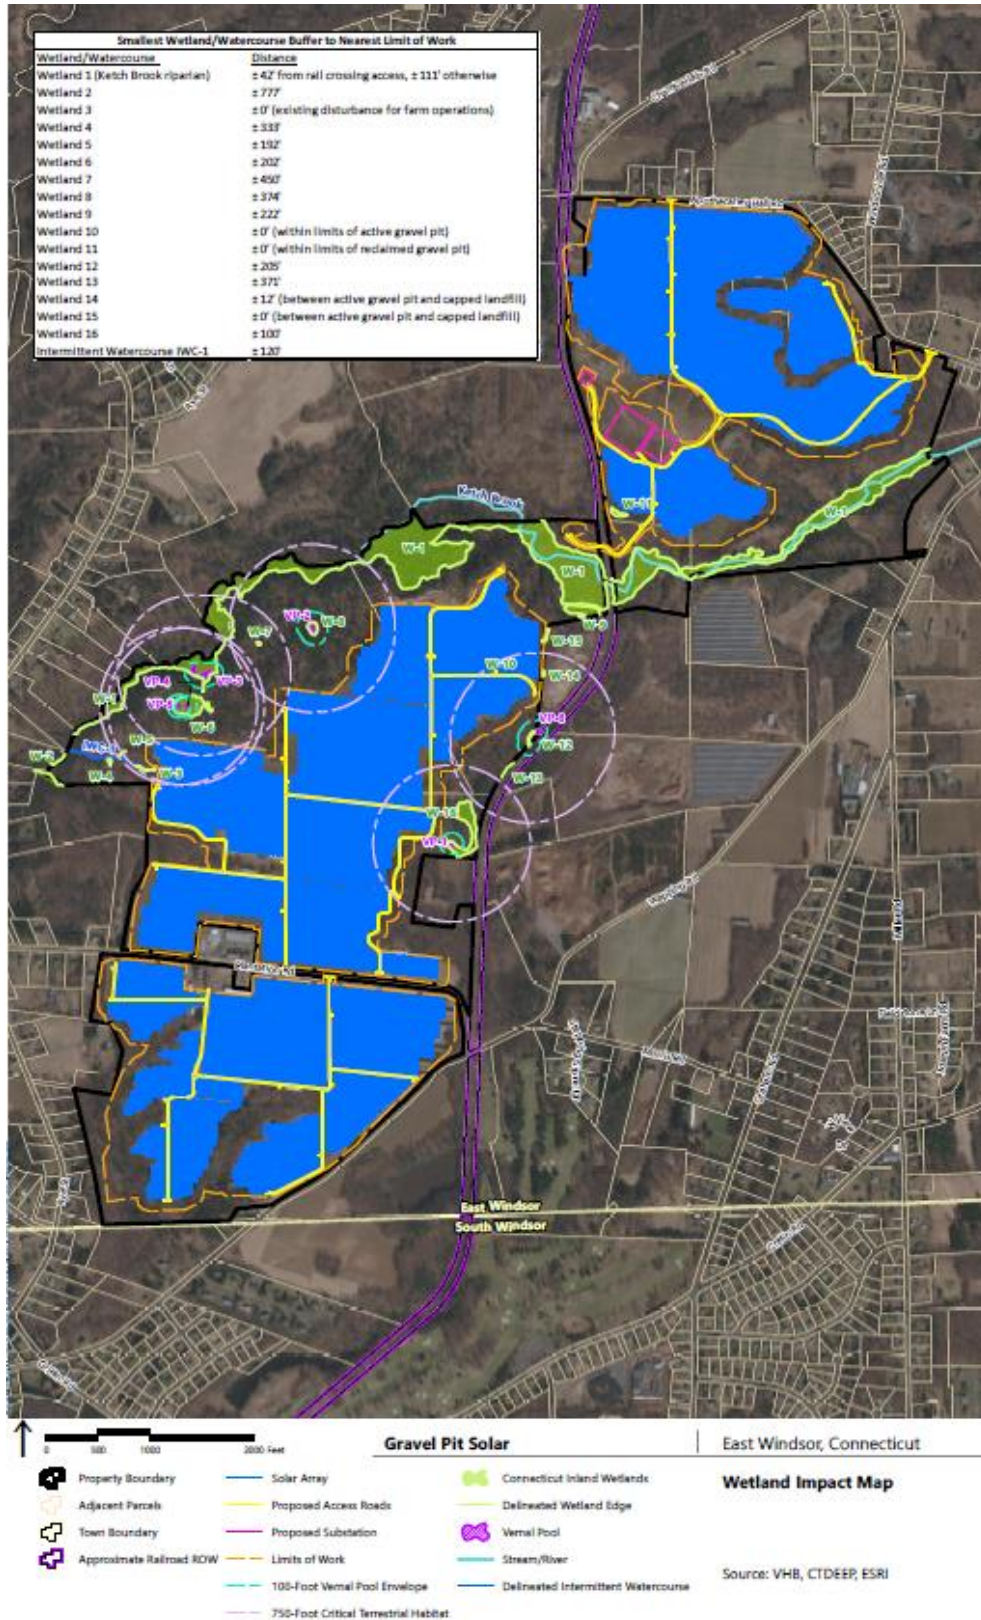 Smallest Wetland/Watercourse Buffer to Nearest Limit of Work
Wetland/Watercourse Distance
Wetland 1 (Ketch Brook riparian) ± 42' from rail crossing access, ± 111' otherwise
Wetland 2 ± 777'
Wetland 3 ± 0' (existing disturbance for farm operations)
Wetland 4 ± 333'
Wetland 5 ± 192'
Wetland 6 ± 202'
Wetland 7 ± 450'
Wetland 8 ± 374'
Wetland 9 ± 222'
Wetland 10 ± 0' (within limits of active gravel pit)
Wetland 11 ± 0' (within limits of reclaimed gravel pit)
Wetland 12 ± 205'
Wetland 13 ± 371'
Wetland 14 ± 12' (between active gravel pit and capped landfill)
Wetland 15 ± 0' (between active gravel pit and capped landfill)
Wetland 16 ± 100'
Intermittent Watercourse IWC-1 ± 120'
Ketch Brook
W-11
W-1
W-1
W-1
W-9
VP-2
W-8
W-7
W-15
W-10
W-14
VP-4
VP-3
W-1
VP-5
W-6
VP-8
W-12
W-5
W-2
W-4
W-3
W-13
W-16
East Windsor
South Windsor
0 500 1000 2000 Feet
Gravel Pit Solar
East Windsor, Connecticut
Wetland Impact Map
Property Boundary
Adjacent Parcels
Town Boundary
Approximate Railroad ROW
Solar Array
Proposed Access Roads
Proposed Substation
Limits of Work
100-Foot Vernal Pool Envelope
750-Foot Critical Terrestrial Habitat
Connecticut Inland Wetlands
Delineated Wetland Edge
Vernal Pool
Stream/River
Delineated Intermittent Watercourse
Source: VHB, CTDEEP, ESRI